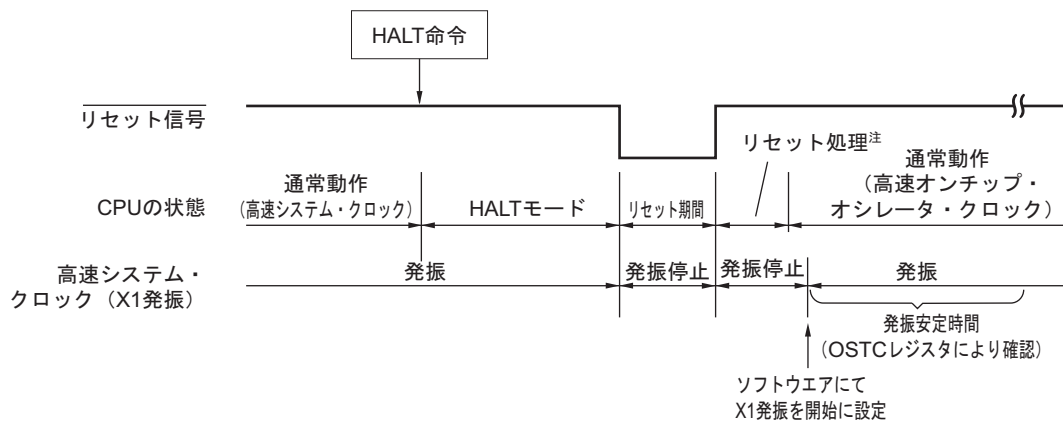 HALT命令
リセット信号
リセット処理注
通常動作
(高速システム・クロック)
HALTモード
リセット期間
通常動作
(高速オンチップ・
オシレータ・クロック)
CPUの状態
高速システム・
クロック(X1発振)
発振
発振停止
発振停止
発振
発振安定時間
(OSTCレジスタにより確認)
ソフトウエアにて
X1発振を開始に設定